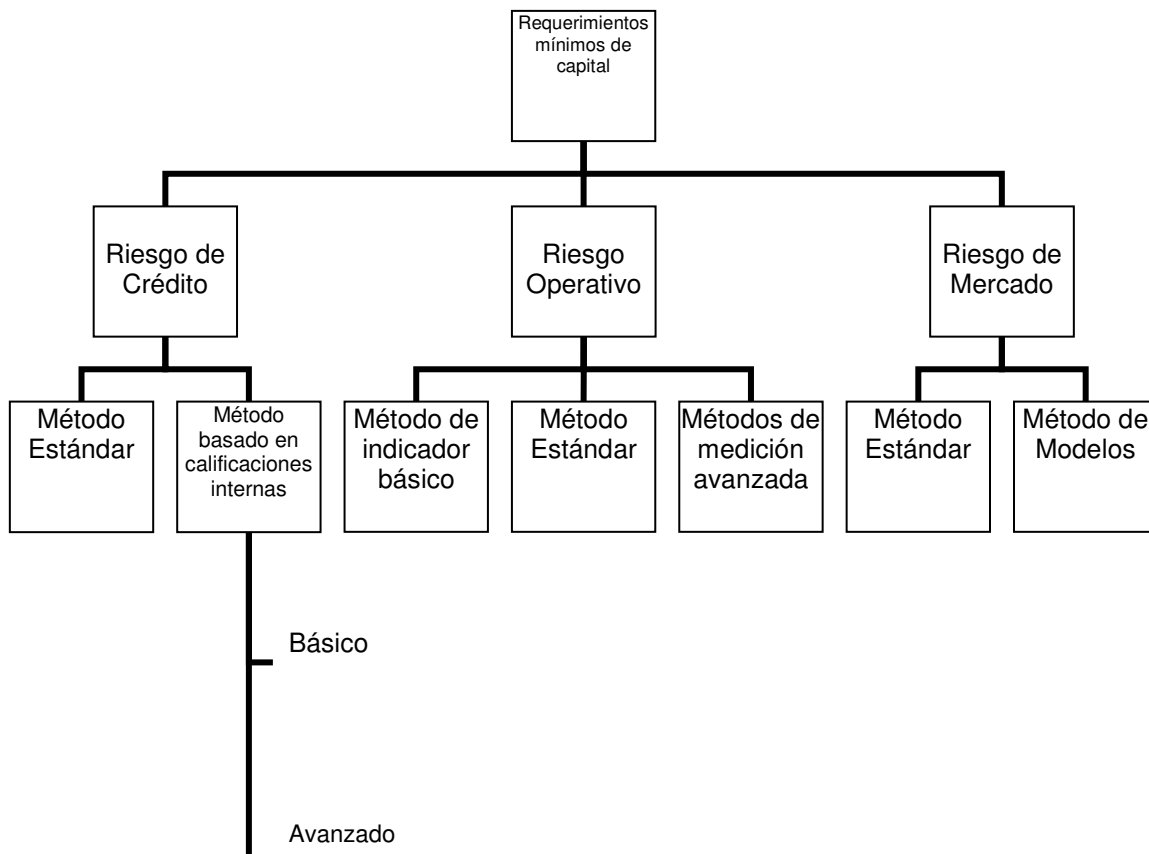 Requerimientos
mínimos de
capital
Riesgo de
Crédito
Riesgo
Operativo
Riesgo de
Mercado
Método
Estándar
Método
basado en
calificaciones
internas
Método de
indicador
básico
Método
Estándar
Métodos de
medición
avanzada
Método
Estándar
Método de
Modelos
Básico
Avanzado